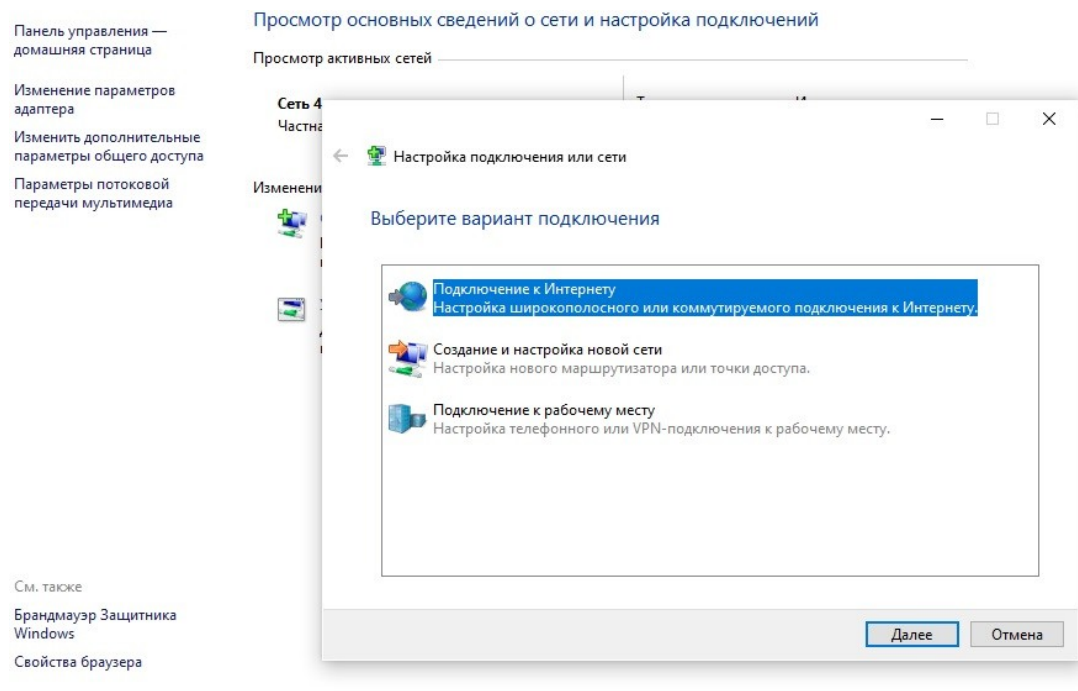 Панель управления —
домашняя страница
Изменение параметров
адаптера
Изменить дополнительные
параметры общего доступа
Параметры потоковой
передачи мультимедиа
Просмотр основных сведений о сети и настройка подключений
Просмотр активных сетей
Сеть 4
Частна
Изменени
Настройка подключения или сети
Выберите вариант подключения
Подключение к Интернету
Настройка широкополосного или коммутируемого подключения к Интернету.
Создание и настройка новой сети
Настройка нового маршрутизатора или точки доступа.
Подключение к рабочему месту
Настройка телефонного или VPN-подключения к рабочему месту.
Далее
Отмена
См. также
Брандмауэр Защитника
Windows
Свойства браузера